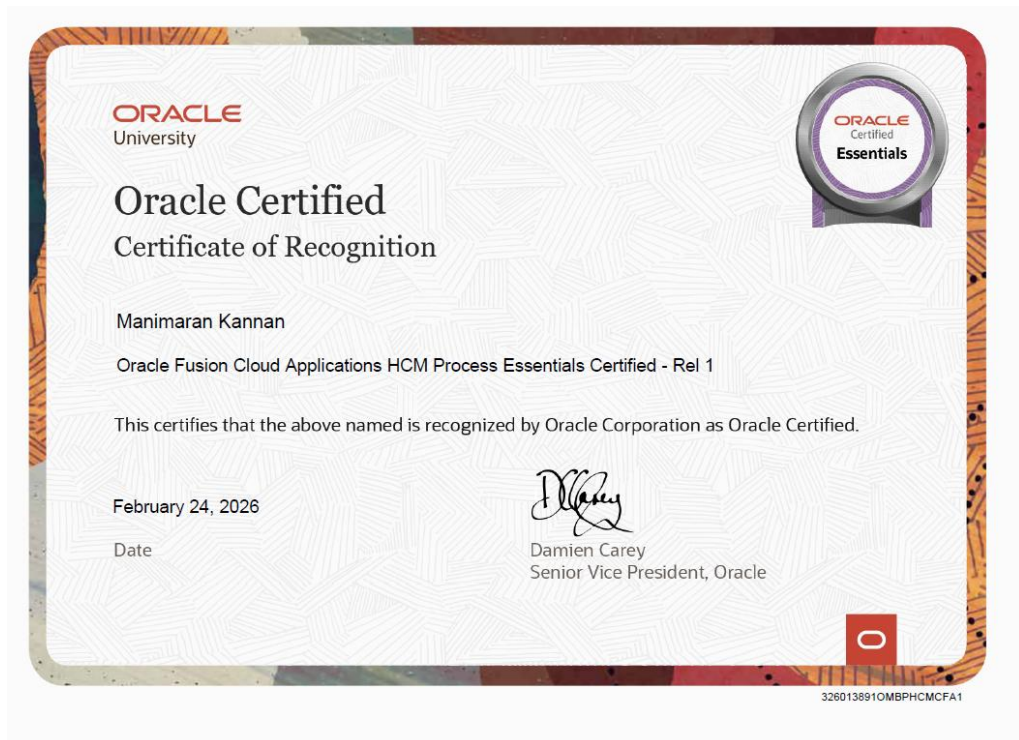 ORACLE
University
ORACLE
Certified
Essentials
Oracle Certified
Certificate of Recognition
Manimaran Kannan
Oracle Fusion Cloud Applications HCM Process Essentials Certified - Rel 1
This certifies that the above named is recognized by Oracle Corporation as Oracle Certified.
February 24, 2026
Date
DCarey
Damien Carey
Senior Vice President, Oracle
326013891OMBPHCMCFA1